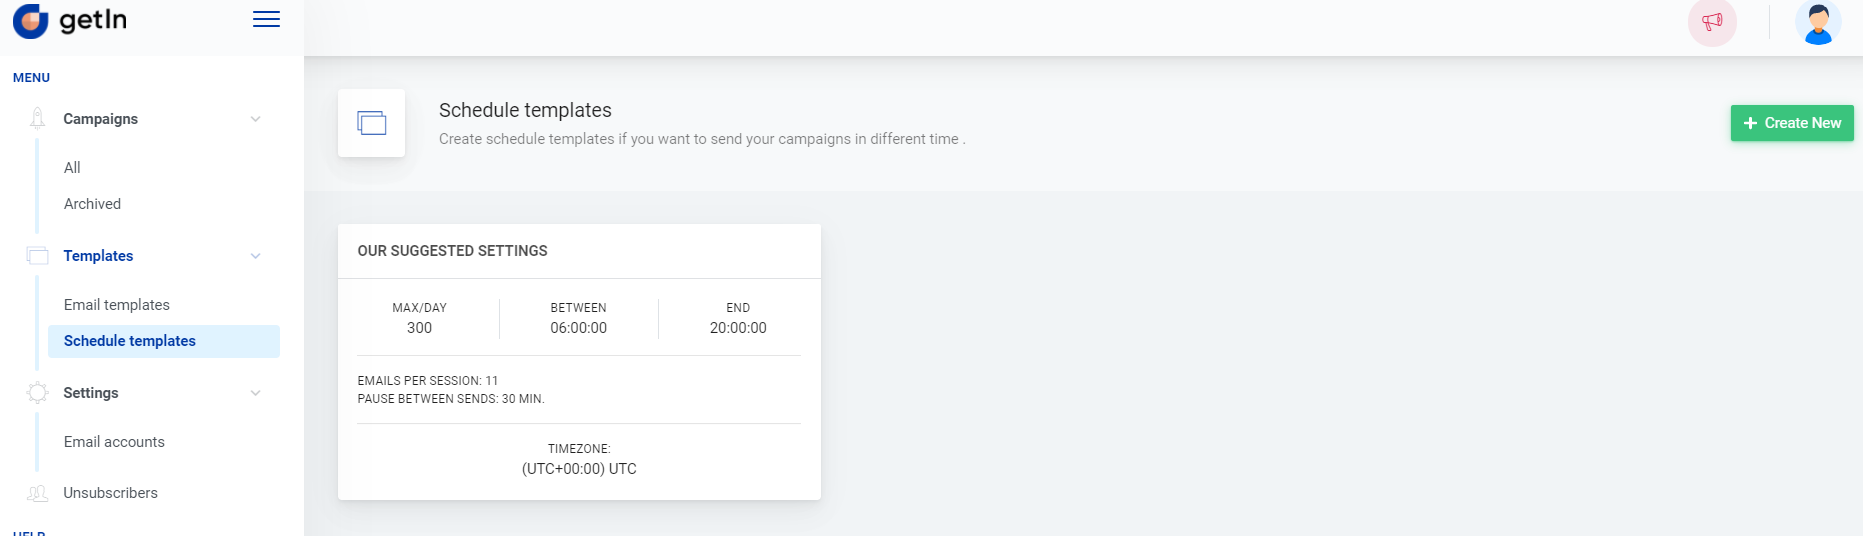 getIn
MENU
Campaigns
All
Archived
Templates
Email templates
Schedule templates
Settings
Email accounts
Unsubscribers
HELP
Schedule templates
Create schedule templates if you want to send your campaigns in different time .
+ Create New
OUR SUGGESTED SETTINGS
MAX/DAY BETWEEN END
300 06:00:00 20:00:00
EMAILS PER SESSION: 11
PAUSE BETWEEN SENDS: 30 MIN.
TIMEZONE:
(UTC+00:00) UTC